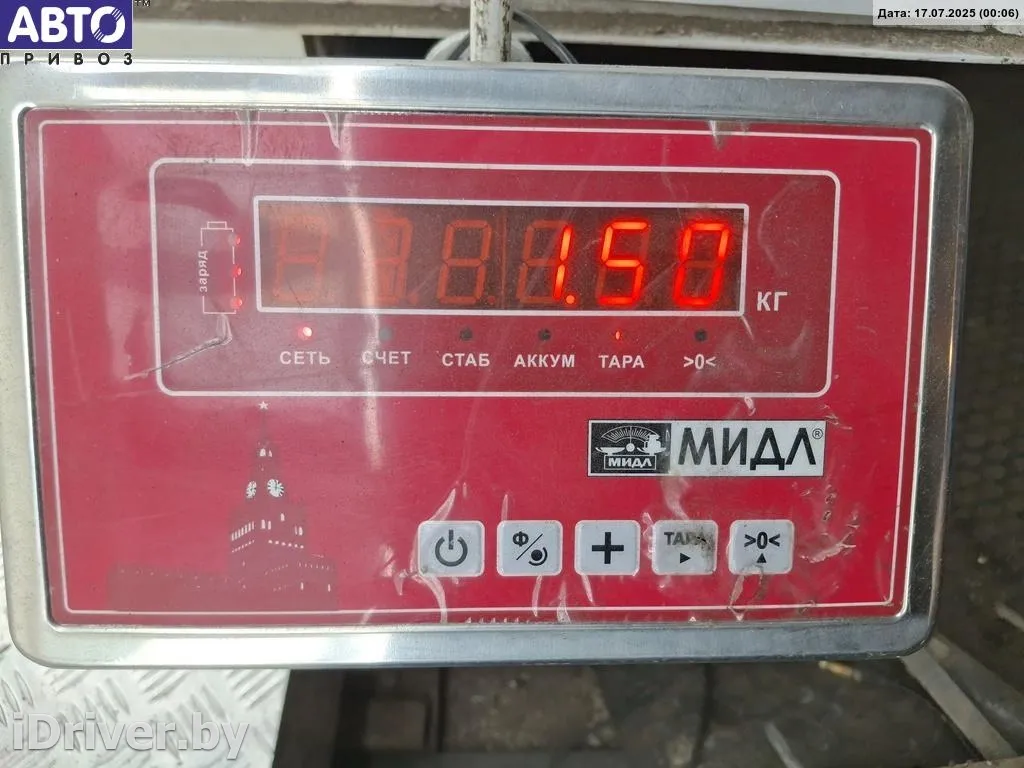 АВТО™
ПРИВОЗ
Дата: 17.07.2025 (00:06)
заряд
1.50
КГ
СЕТЬ СЧЕТ СТАБ АККУМ ТАРА >0<
МИДЛ МИДЛ®
Ф/ + ТАРА >0<
iDriver.by